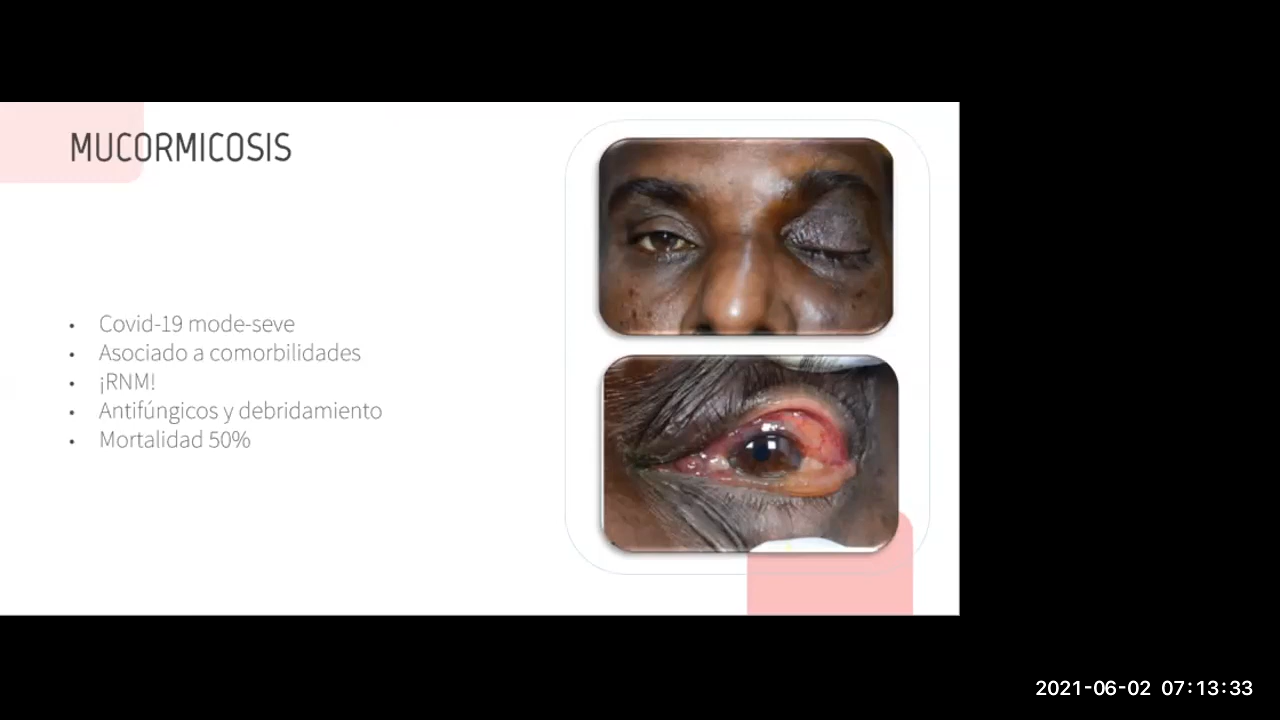 MUCORMICOSIS
• Covid-19 mode-seve
• Asociado a comorbilidades
• ¡RNM!
• Antifúngicos y debridamiento
• Mortalidad 50%
2021-06-02 07:13:33